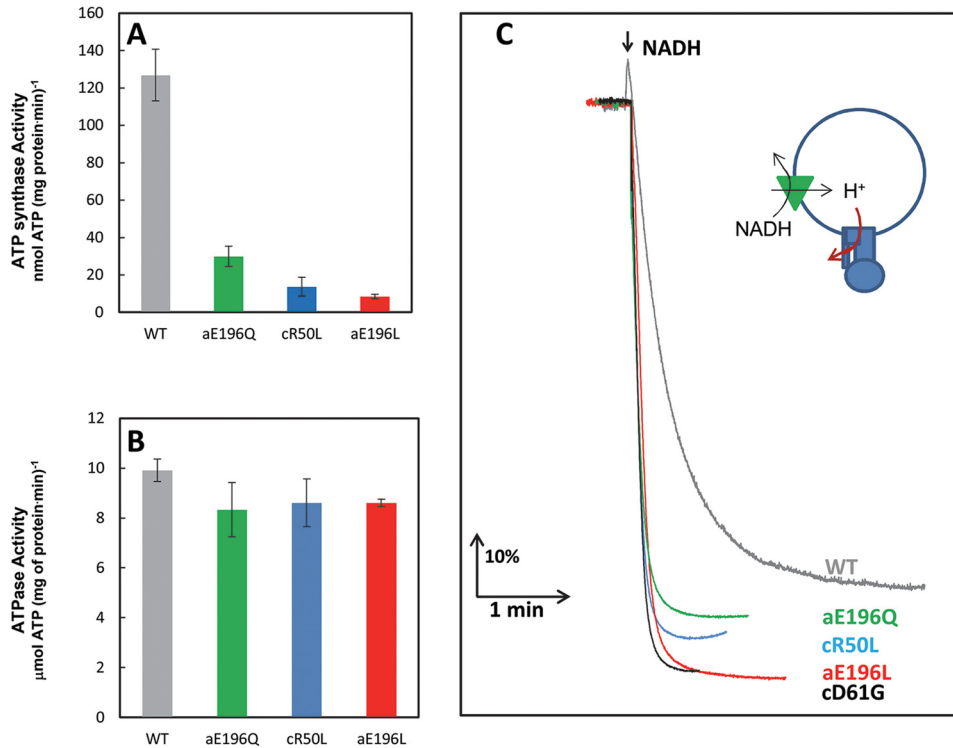 A
ATP synthase Activity
nmol ATP (mg protein·min)⁻¹
160
140
120
100
80
60
40
20
0
WT
aE196Q
cR50L
aE196L
B
ATPase Activity
µmol ATP (mg of protein·min)⁻¹
12
10
8
6
4
2
0
WT
aE196Q
cR50L
aE196L
C
NADH
H⁺
NADH
10%
1 min
WT
aE196Q
cR50L
aE196L
cD61G